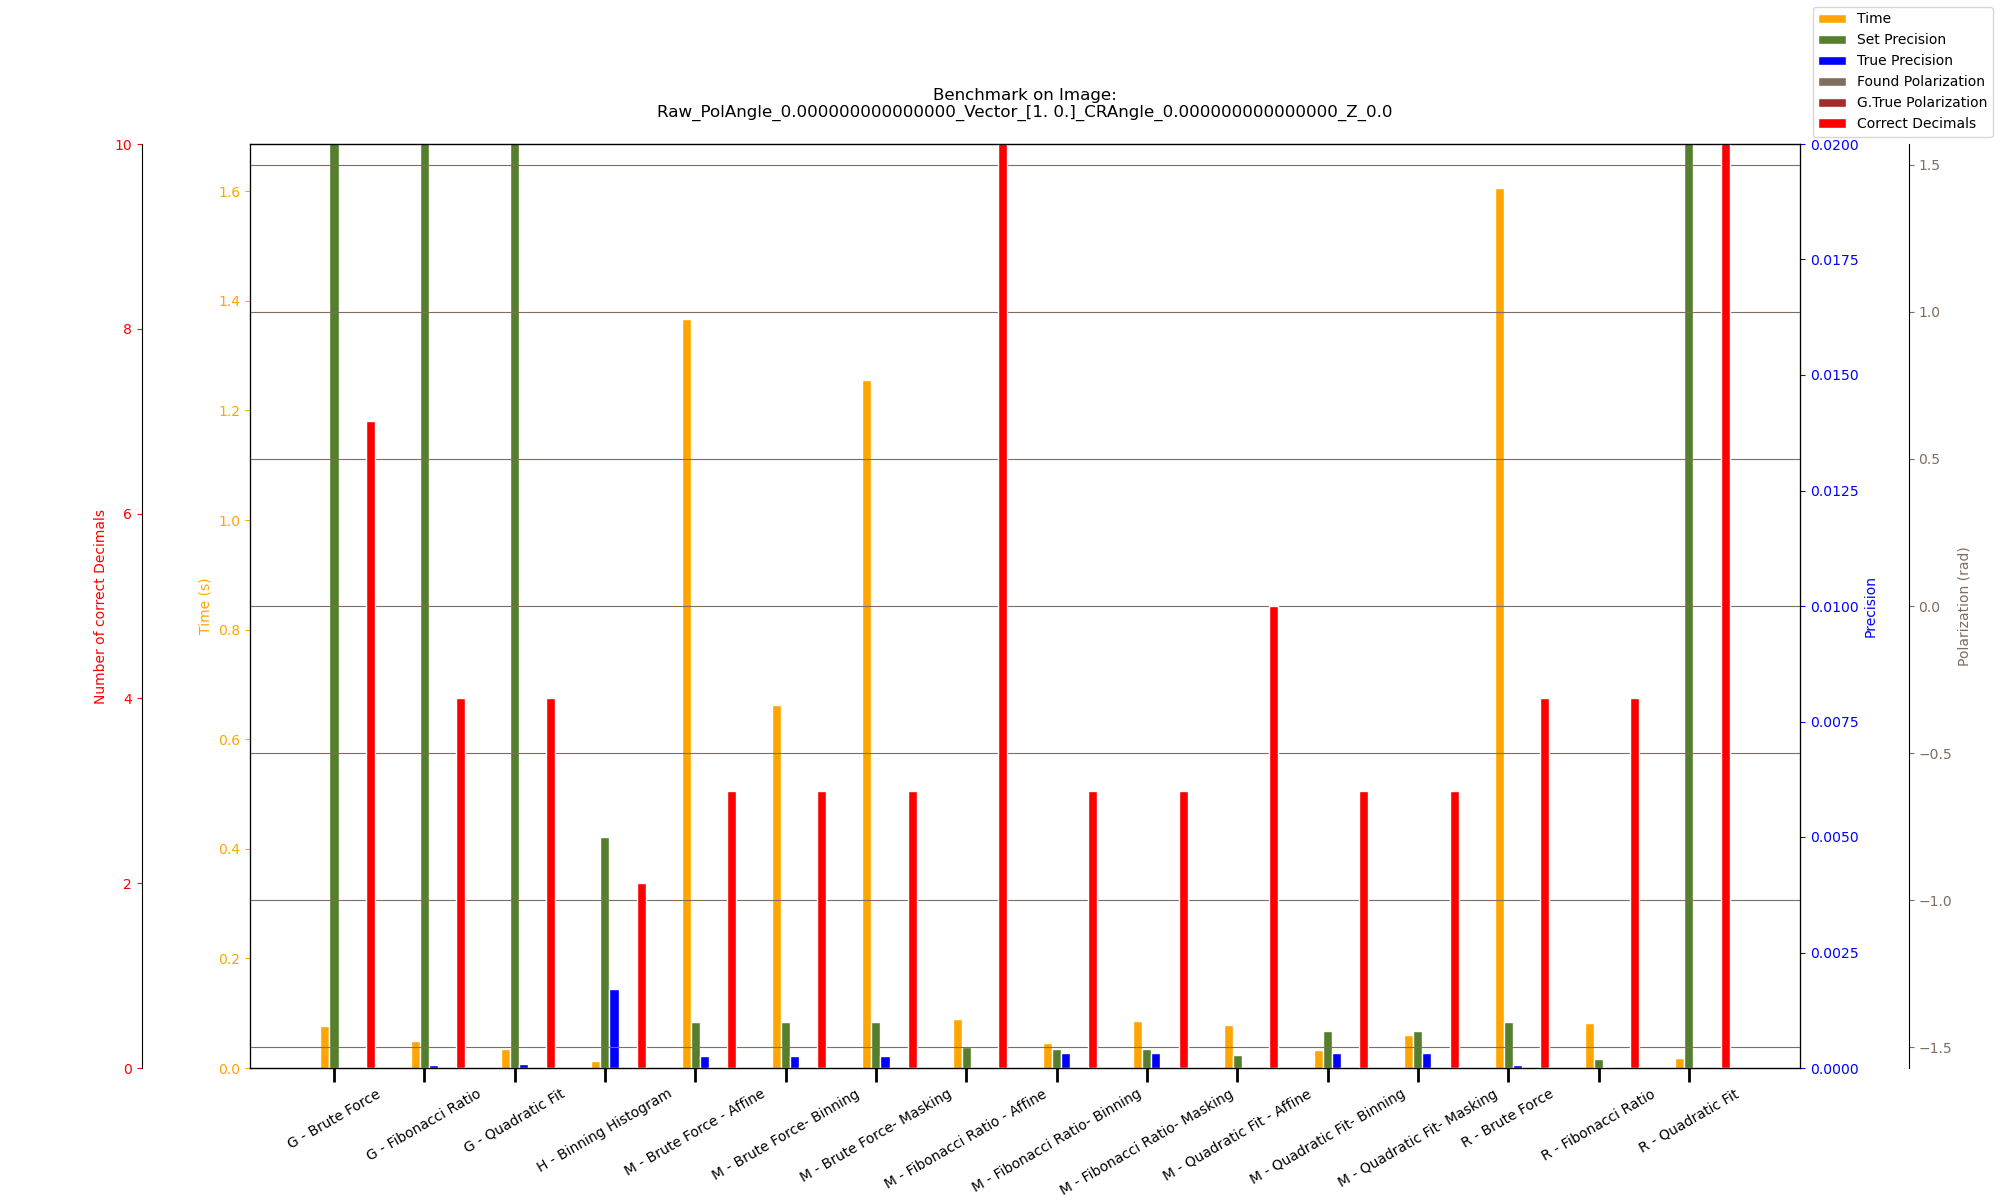 Time
Set Precision
True Precision
Found Polarization
G.True Polarization
Correct Decimals
Benchmark on Image:
Raw_PolAngle_0.000000000000000_Vector_[1. 0.]_CRAngle_0.000000000000000_Z_0.0
Number of correct Decimals
10
8
6
4
2
0
Time (s)
1.6
1.4
1.2
1.0
0.8
0.6
0.4
0.2
0.0
0.0200
0.0175
0.0150
0.0125
0.0100
0.0075
0.0050
0.0025
0.0000
Precision
1.5
1.0
0.5
0.0
−0.5
−1.0
−1.5
Polarization (rad)
G - Brute Force
G - Fibonacci Ratio
G - Quadratic Fit
H - Binning Histogram
M - Brute Force - Affine
M - Brute Force- Binning
M - Brute Force- Masking
M - Fibonacci Ratio - Affine
M - Fibonacci Ratio- Binning
M - Fibonacci Ratio- Masking
M - Quadratic Fit - Affine
M - Quadratic Fit- Binning
M - Quadratic Fit- Masking
R - Brute Force
R - Fibonacci Ratio
R - Quadratic Fit